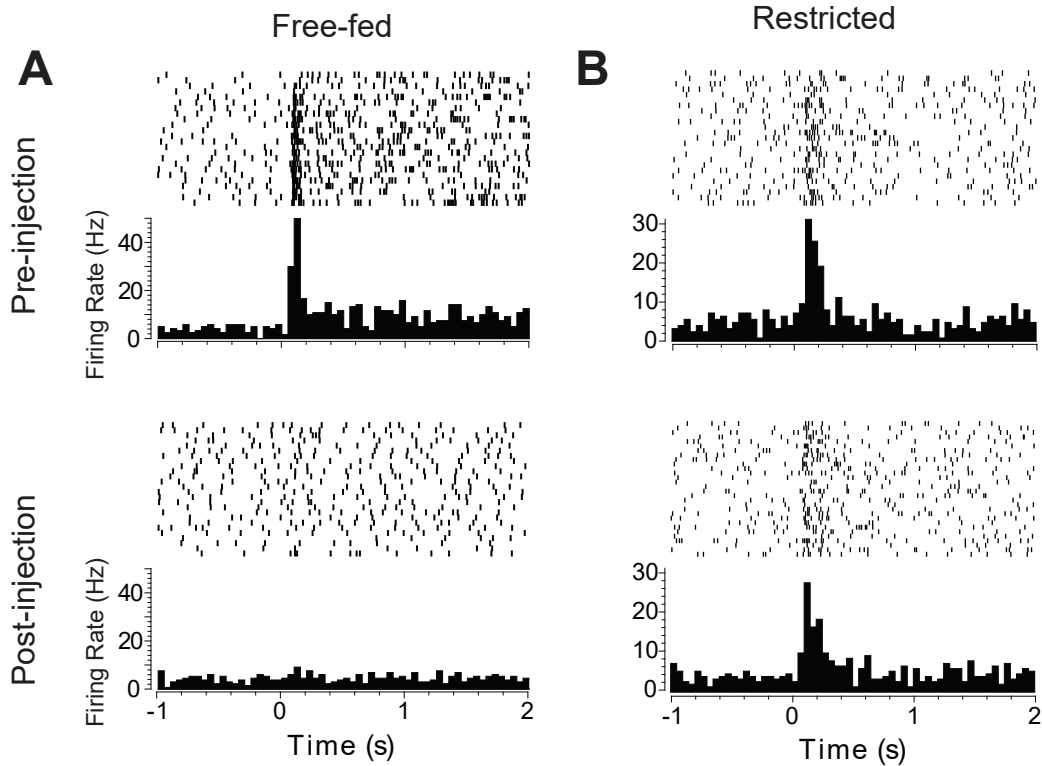 Free-fed
Restricted
A
B
Pre-injection
Firing Rate (Hz)
40
20
0
30
20
10
0
Post-injection
Firing Rate (Hz)
40
20
0
-1
0
1
2
Time (s)
30
20
10
0
-1
0
1
2
Time (s)